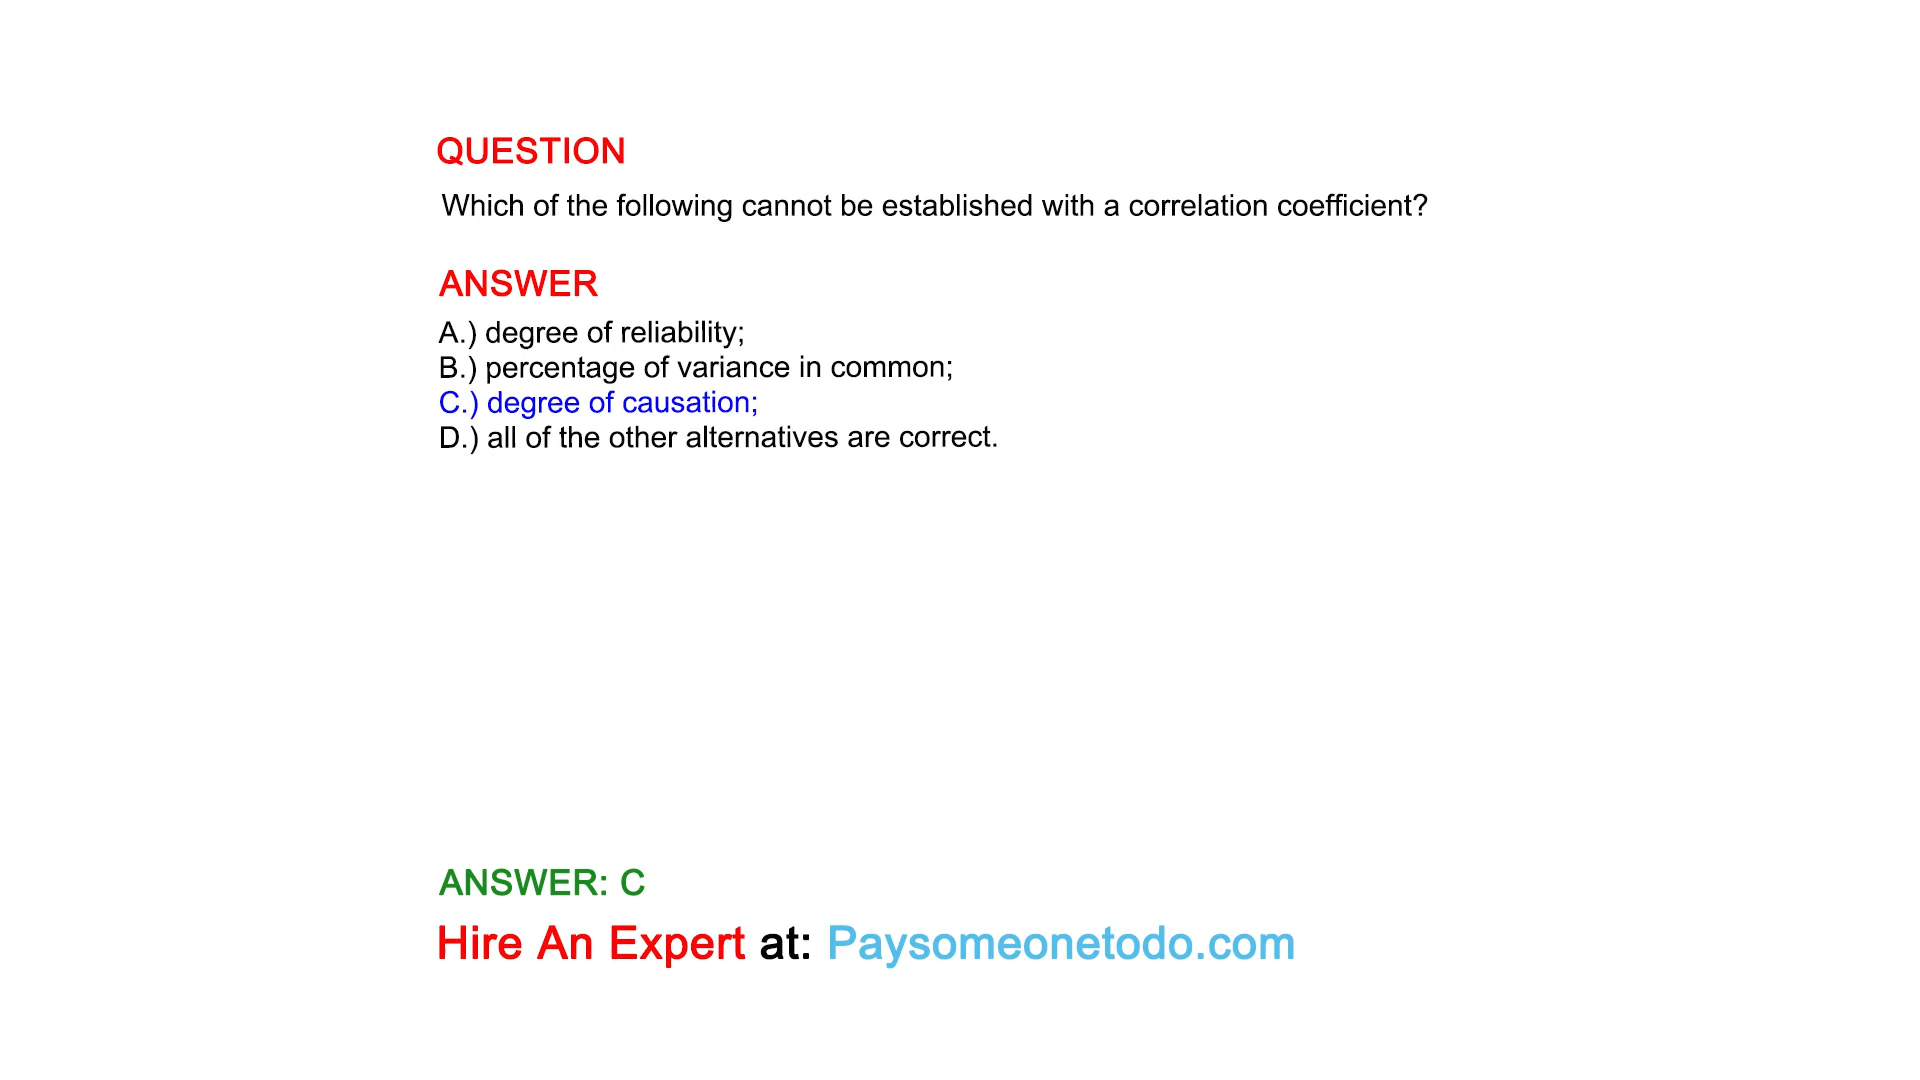 QUESTION
Which of the following cannot be established with a correlation coefficient?
ANSWER
A.) degree of reliability;
B.) percentage of variance in common;
C.) degree of causation;
D.) all of the other alternatives are correct.
ANSWER: C
Hire An Expert at: Paysomeonetodo.com